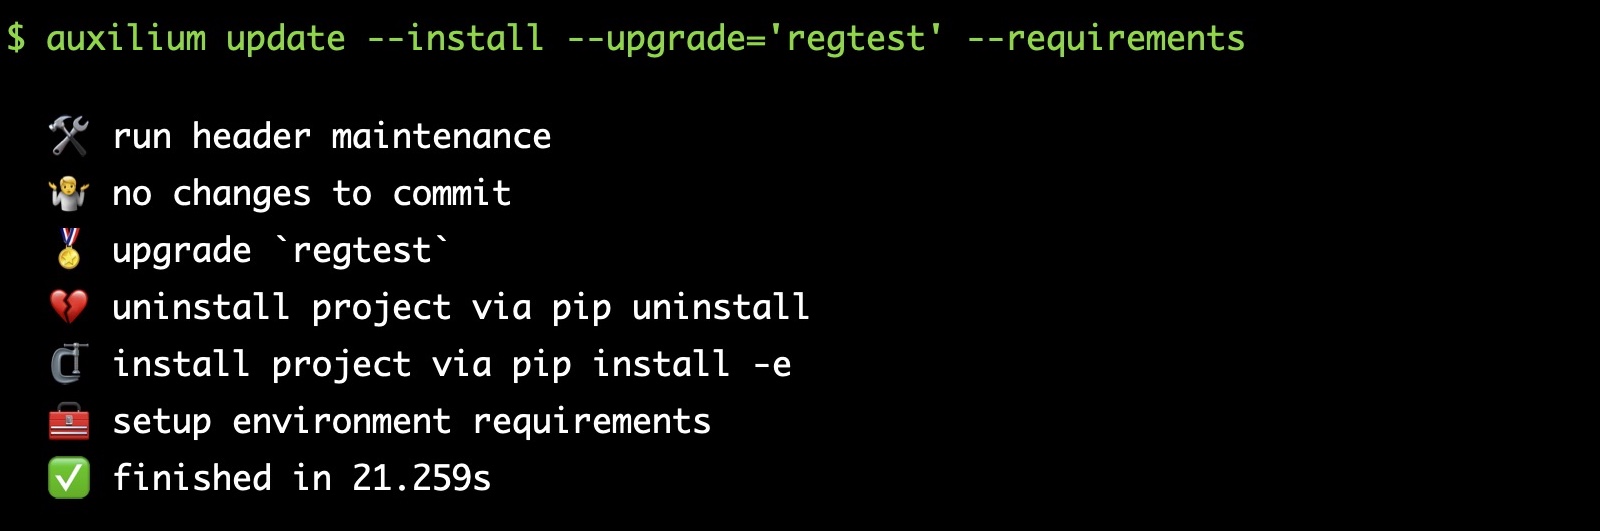 $ auxilium update --install --upgrade='regtest' --requirements
run header maintenance
no changes to commit
upgrade `regtest`
uninstall project via pip uninstall
install project via pip install -e
setup environment requirements
finished in 21.259s